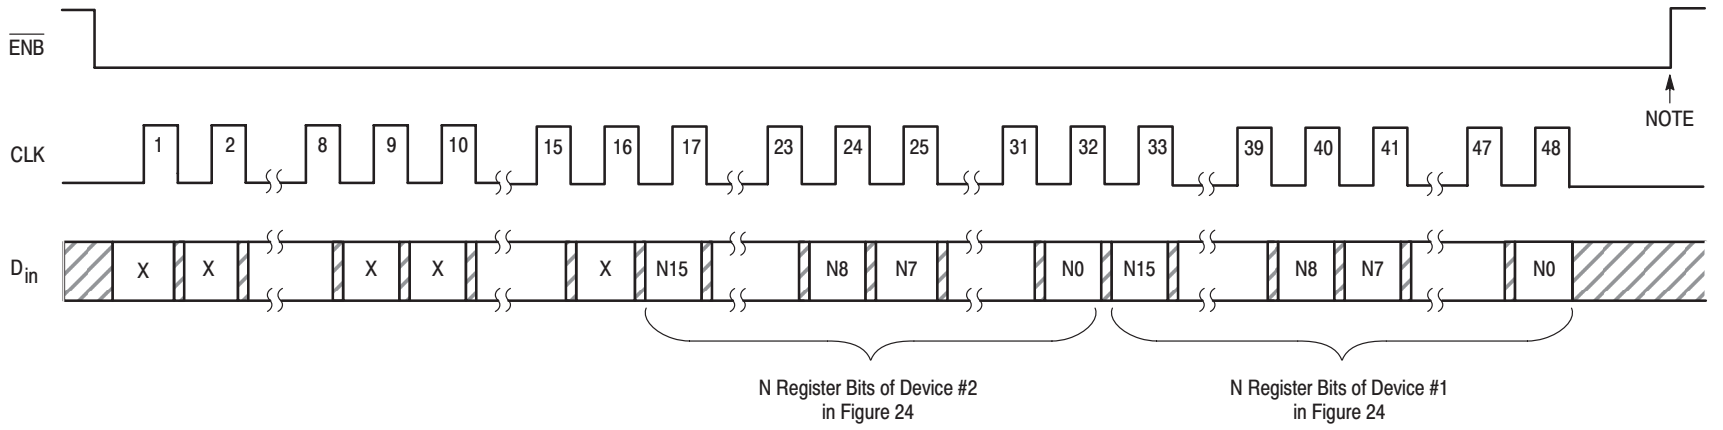 ENB
NOTE
CLK
1 2 8 9 10 15 16 17 23 24 25 31 32 33 39 40 41 47 48
Din
X X X X X N15 N8 N7 N0 N15 N8 N7 N0
N Register Bits of Device #2
in Figure 24
N Register Bits of Device #1
in Figure 24